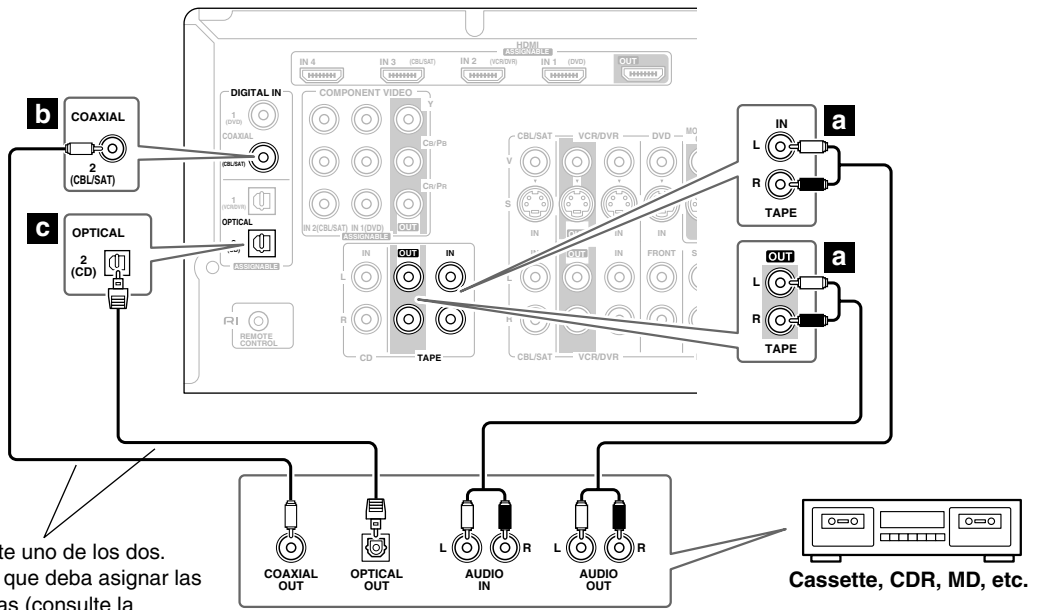 HDMI
ASSIGNABLE
IN 4
IN 3 (CBL/SAT)
IN 2 (VCR/DVR)
IN 1 (DVD)
OUT
DIGITAL IN
1
(DVD)
COAXIAL
(CBL/SAT)
1
(VCR/DVR)
OPTICAL
(CD)
ASSIGNABLE
COMPONENT VIDEO
Y
CB/PB
CR/PR
IN 2(CBL/SAT) IN 1(DVD) OUT
ASSIGNABLE
IN OUT IN
L
R
CD TAPE
RI
REMOTE
CONTROL
CBL/SAT VCR/DVR DVD
V
S
IN OUT IN IN
IN OUT IN FRONT
L
R
CBL/SAT VCR/DVR
b
COAXIAL
2
(CBL/SAT)
c
OPTICAL
2
(CD)
a
IN
L
R
TAPE
a
OUT
L
R
TAPE
uno de los dos.
que deba asignar las
(consulte la
COAXIAL
OUT
OPTICAL
OUT
L R
AUDIO
IN
L R
AUDIO
OUT
Cassette, CDR, MD, etc.